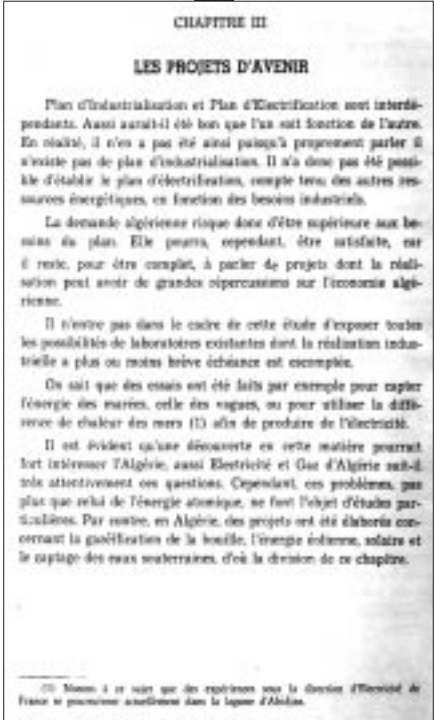 CHAPITRE III
LES PROJETS D'AVENIR
Plan d'Industrialisation et Plan d'Electrification sont interdé-
pendants. Aussi aurait-il été bon que l'un soit fonction de l'autre.
En réalité, il n'en a pas été ainsi puisqu'à proprement parler il
n'existe pas de plan d'industrialisation. Il n'a donc pas été possi-
ble d'établir le plan d'électrification, compte tenu des autres res-
sources énergétiques, en fonction des besoins industriels.
La demande algérienne risque donc d'être supérieure aux be-
soins du plan. Elle pourra, cependant, être satisfaite, car
il reste, pour être complet, à parler de projets dont la réali-
sation peut avoir de grandes répercussions sur l'économie algé-
rienne.
Il n'entre pas dans le cadre de cette étude d'exposer toutes
les possibilités de laboratoires existantes dont la réalisation indus-
trielle a plus ou moins brève échéance est escomptée.
On sait que des essais ont été faits par exemple pour capter
l'énergie des marées, celle des vagues, ou pour utiliser la diffé-
rence de chaleur des mers (1) afin de produire de l'électricité.
Il est évident qu'une découverte en cette matière pourrait
fort intéresser l'Algérie, aussi Electricité et Gaz d'Algérie suit-il
très attentivement ces questions. Cependant, ces problèmes, pas
plus que celui de l'énergie atomique, ne font l'objet d'études par-
ticulières. Par contre, en Algérie, des projets ont été élaborés con-
cernant la gazéification de la houille, l'énergie éolienne, solaire et
le captage des eaux souterraines, d'où la division de ce chapitre.
(1) Notons à ce sujet que des expériences sous la direction d'Electricité de
France se poursuivent actuellement dans la lagune d'Abidjan.